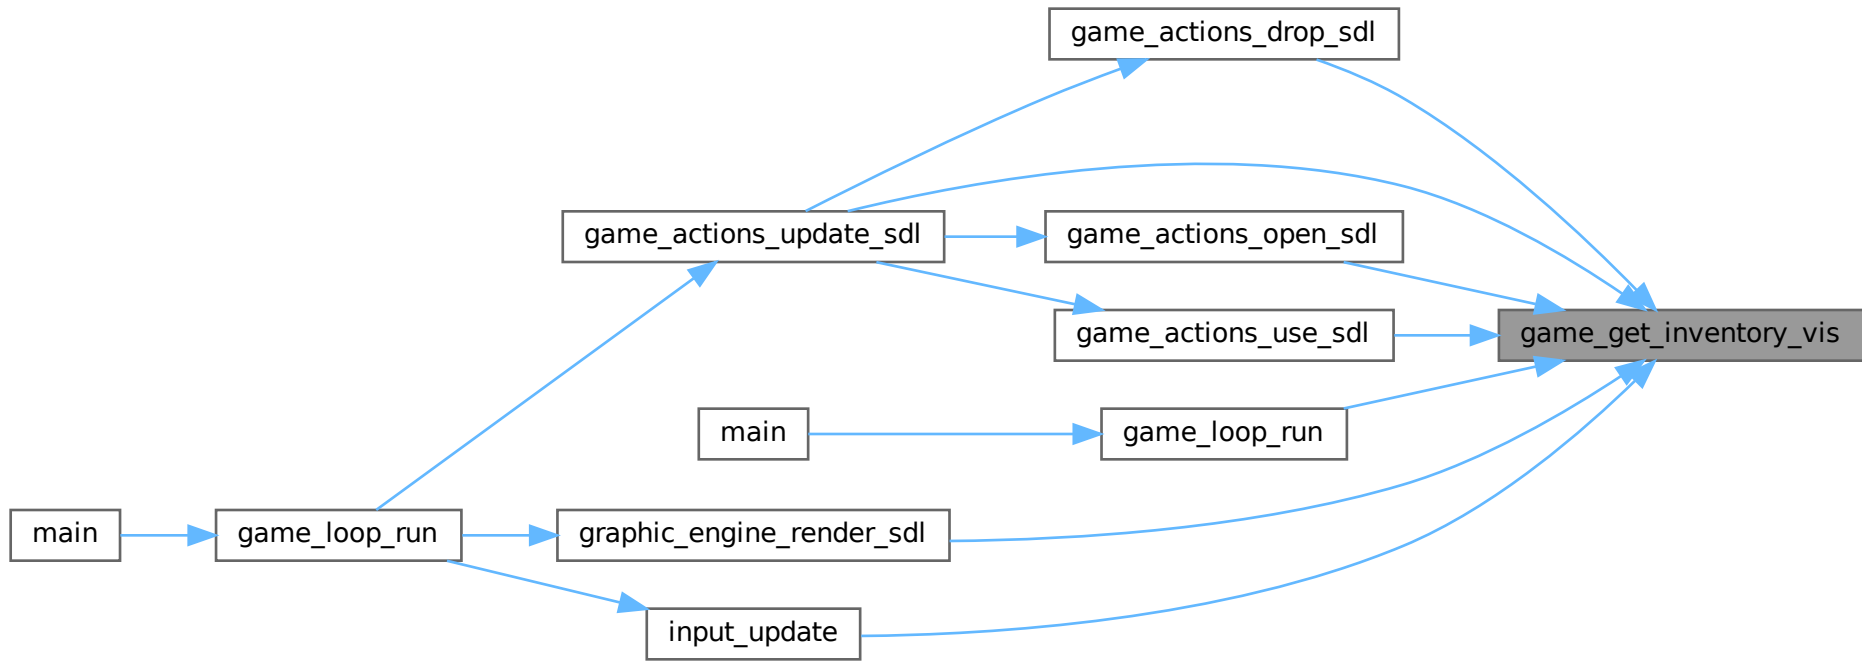 game_actions_drop_sdl
game_actions_update_sdl
game_actions_open_sdl
game_actions_use_sdl
game_get_inventory_vis
main
game_loop_run
main
game_loop_run
graphic_engine_render_sdl
input_update